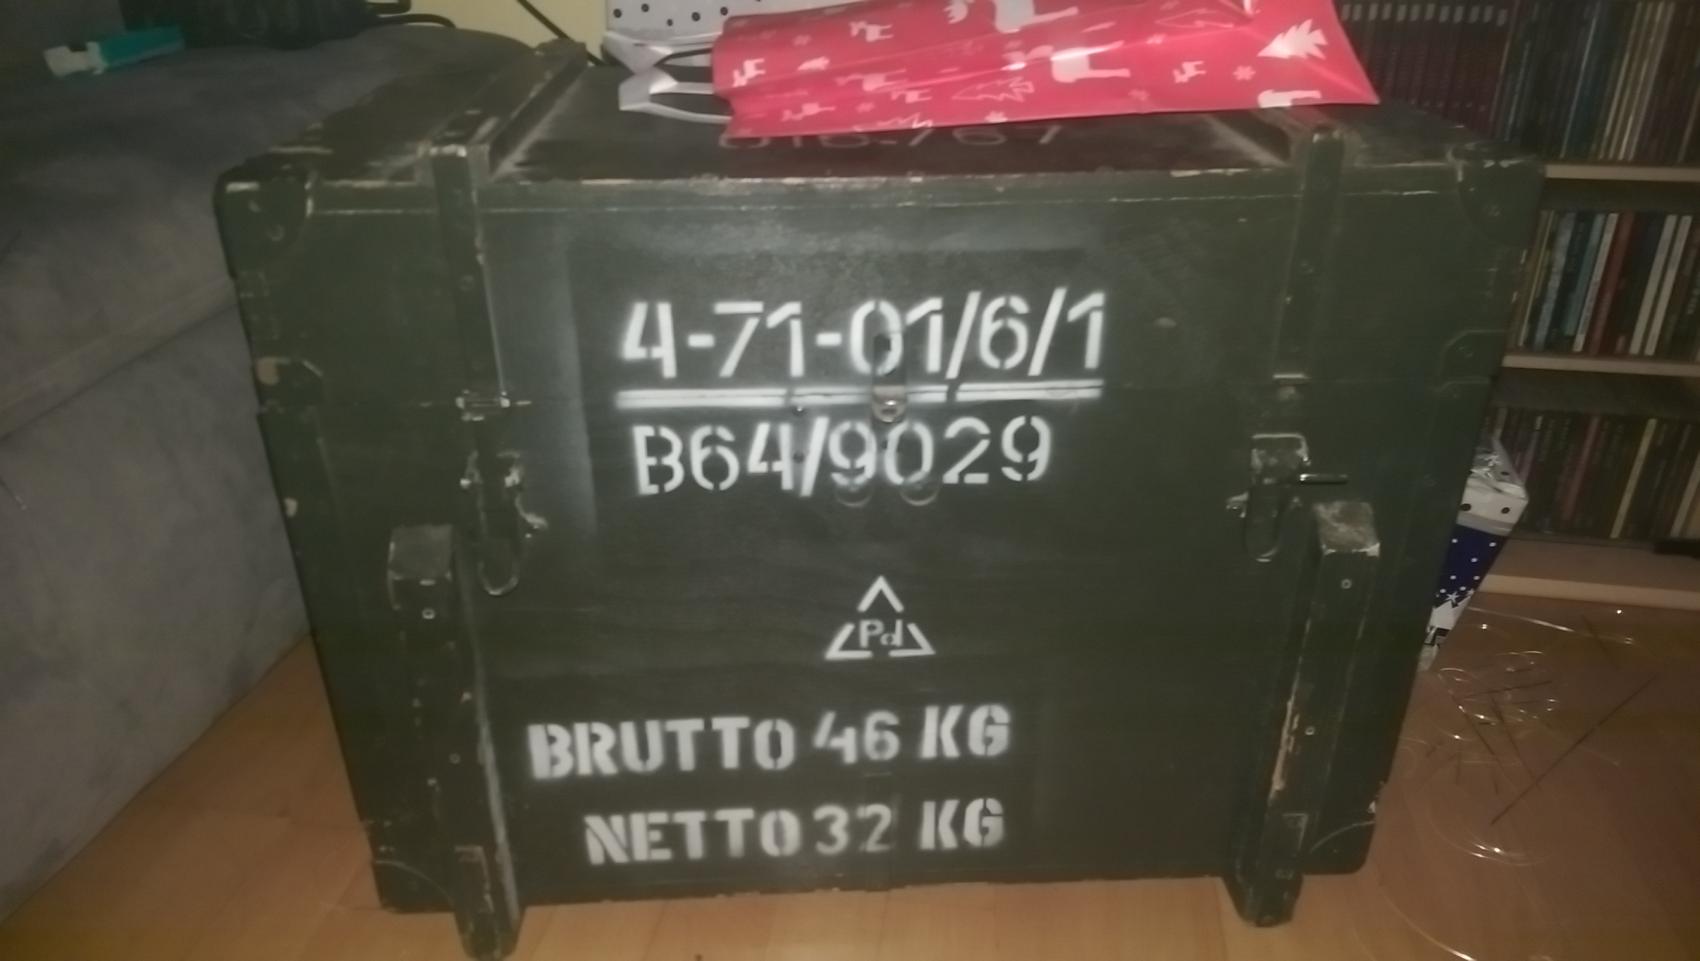 4-71-01/6/1
B64/9029
Pd
BRUTTO 46 KG
NETTO 32 KG